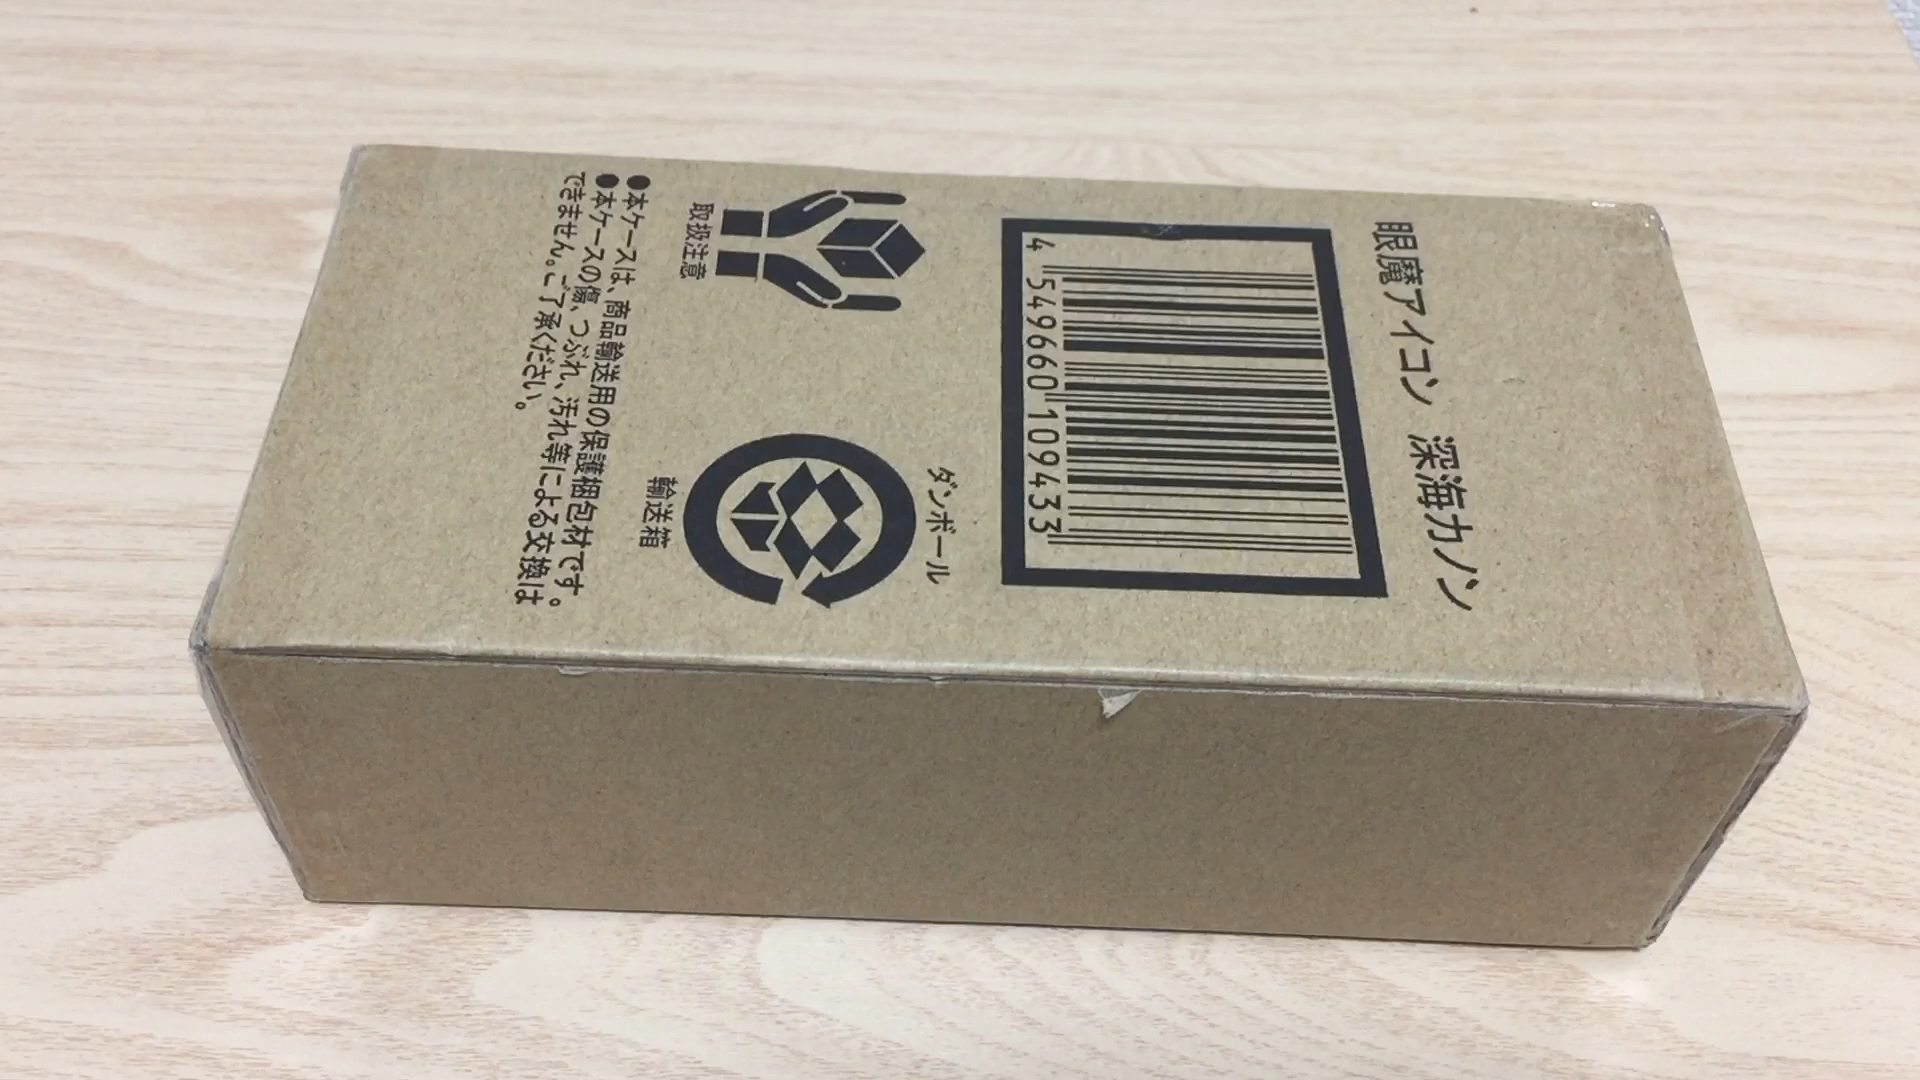 眼魔アイコン 深海カノン
4 549660 109433
取扱注意
ダンボール
輸送箱
●本ケースは、商品輸送用の保護梱包材です。
●本ケースの傷、つぶれ、汚れ等による交換は
できません。ご了承ください。